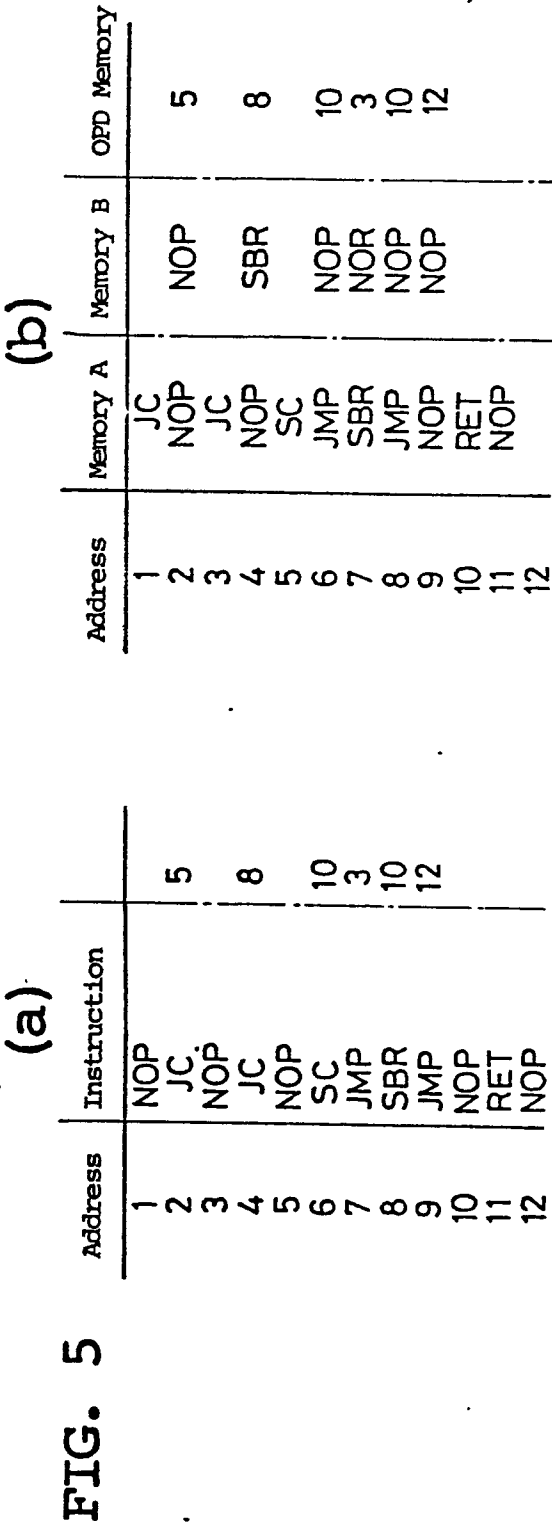 FIG. 5
(a)
Address Instruction
1 NOP
2 JC 5
3 NOP
4 JC 8
5 NOP
6 SC 10
7 JMP 3
8 SBR 10
9 JMP 12
10 NOP
11 RET
12 NOP
(b)
Address Memory A Memory B OPD Memory
1 JC
2 NOP NOP 5
3 JC
4 NOP SBR 8
5 SC
6 JMP NOP 10
7 SBR NOR 3
8 JMP NOP 10
9 NOP NOP 12
10 RET
11 NOP
12